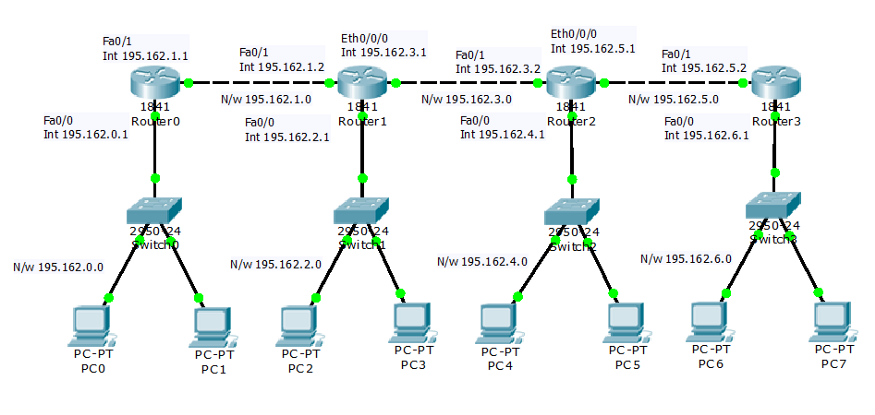 Fa0/1
Int 195.162.1.1
Fa0/1
Int 195.162.1.2
Eth0/0/0
Int 195.162.3.1
Fa0/1
Int 195.162.3.2
Eth0/0/0
Int 195.162.5.1
Fa0/1
Int 195.162.5.2
N/w 195.162.1.0
N/w 195.162.3.0
N/w 195.162.5.0
1841
Router0
1841
Router1
1841
Router2
1841
Router3
Fa0/0
Int 195.162.0.1
Fa0/0
Int 195.162.2.1
Fa0/0
Int 195.162.4.1
Fa0/0
Int 195.162.6.1
2950-24
Switch0
2950-24
Switch1
2950-24
Switch2
2950-24
Switch3
N/w 195.162.0.0
N/w 195.162.2.0
N/w 195.162.4.0
N/w 195.162.6.0
PC-PT
PC0
PC-PT
PC1
PC-PT
PC2
PC-PT
PC3
PC-PT
PC4
PC-PT
PC5
PC-PT
PC6
PC-PT
PC7